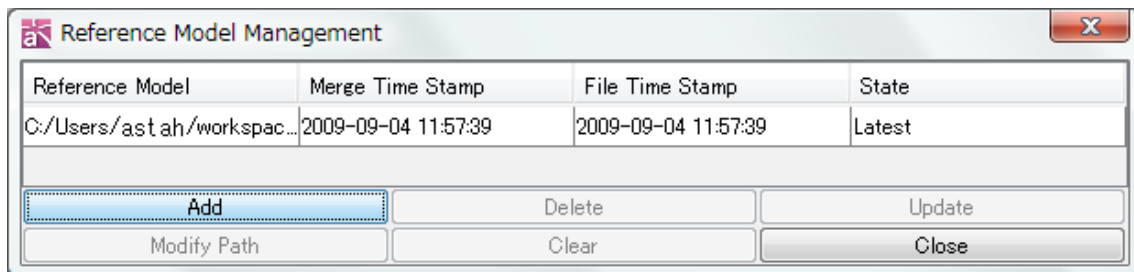 Reference Model Management
Reference Model Merge Time Stamp File Time Stamp State
C:/Users/astah/workspac... 2009-09-04 11:57:39 2009-09-04 11:57:39 Latest
Add Delete Update
Modify Path Clear Close